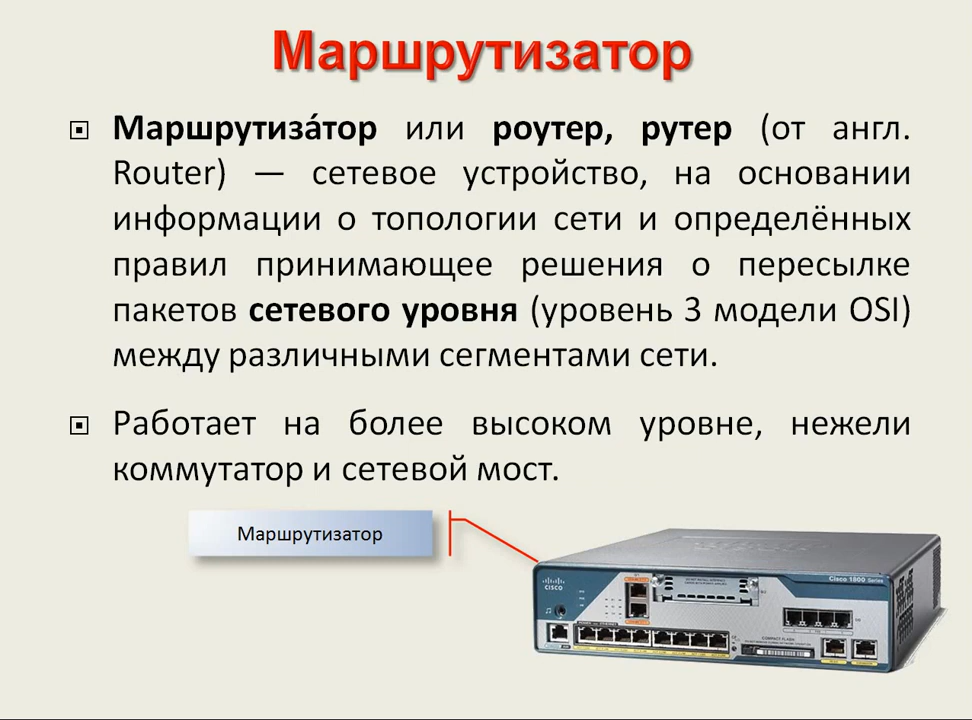 Маршрутизатор
Маршрутиза́тор или роутер, рутер (от англ.
Router) — сетевое устройство, на основании
информации о топологии сети и определённых
правил принимающее решения о пересылке
пакетов сетевого уровня (уровень 3 модели OSI)
между различными сегментами сети.
Работает на более высоком уровне, нежели
коммутатор и сетевой мост.
Маршрутизатор
CISCO
Cisco 1800 Series
COMPACT FLASH